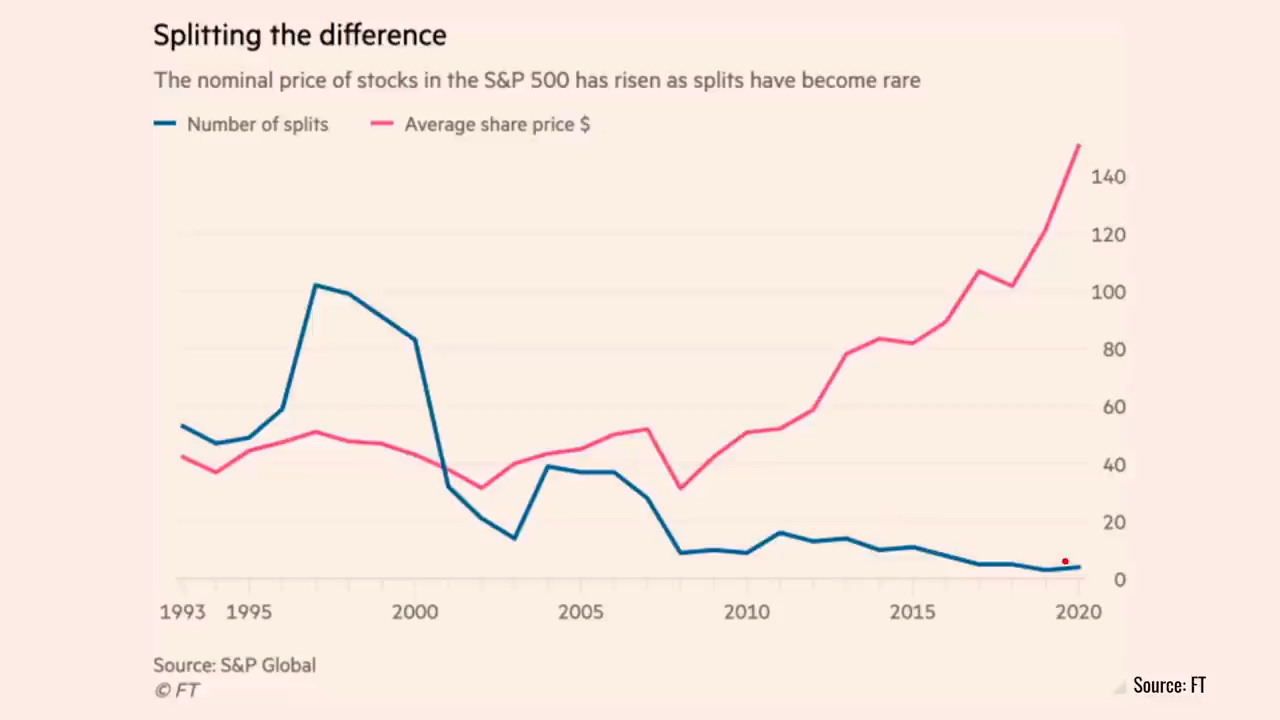 Splitting the difference
The nominal price of stocks in the S&P 500 has risen as splits have become rare
Number of splits Average share price $
140
120
100
80
60
40
20
0
1993 1995 2000 2005 2010 2015 2020
Source: S&P Global
© FT
Source: FT